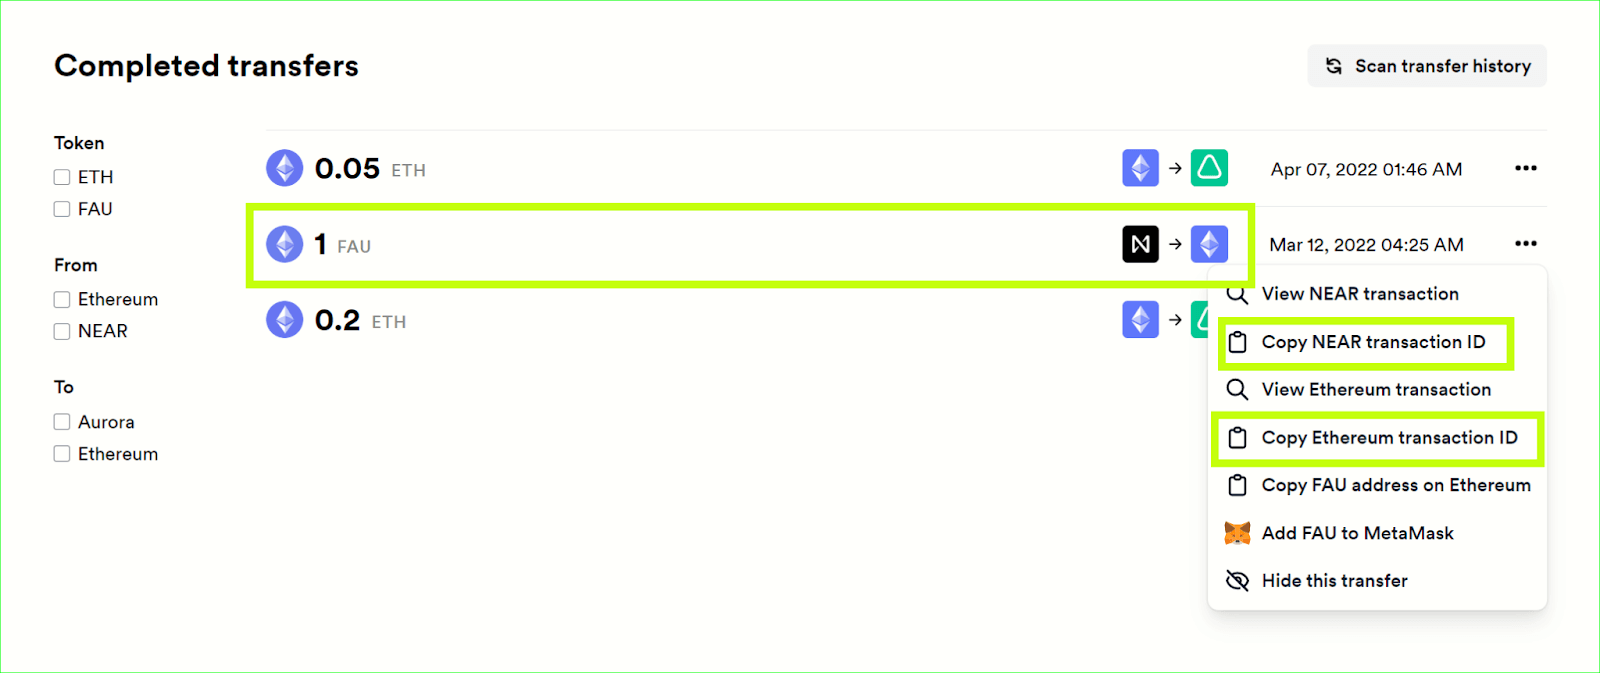 Completed transfers
Scan transfer history
Token
ETH
FAU
From
Ethereum
NEAR
To
Aurora
Ethereum
0.05 ETH
Apr 07, 2022 01:46 AM
1 FAU
Mar 12, 2022 04:25 AM
0.2 ETH
View NEAR transaction
Copy NEAR transaction ID
View Ethereum transaction
Copy Ethereum transaction ID
Copy FAU address on Ethereum
Add FAU to MetaMask
Hide this transfer